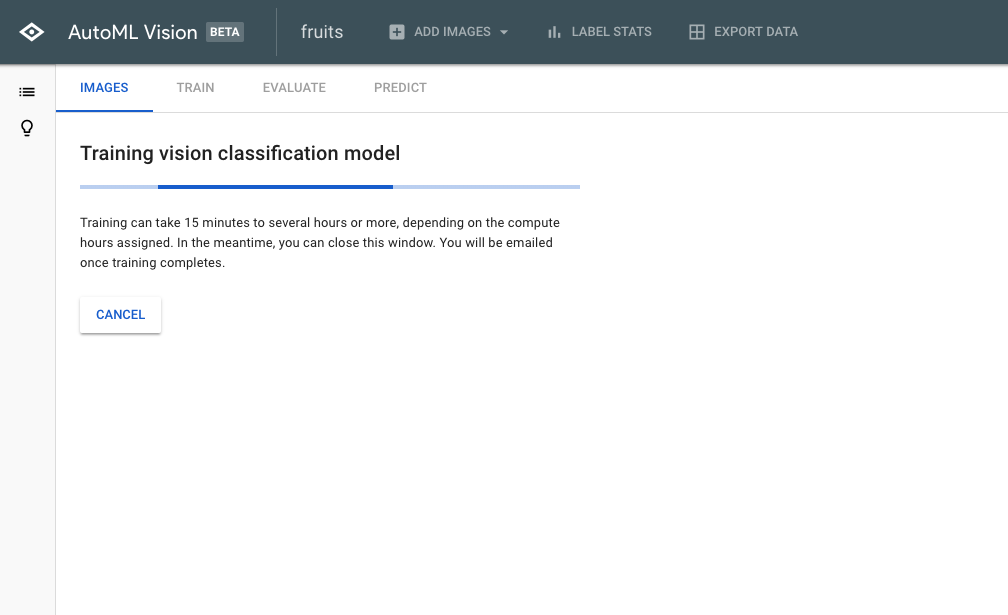 AutoML Vision BETA fruits ADD IMAGES LABEL STATS EXPORT DATA
IMAGES TRAIN EVALUATE PREDICT
Training vision classification model
Training can take 15 minutes to several hours or more, depending on the compute
hours assigned. In the meantime, you can close this window. You will be emailed
once training completes.
CANCEL